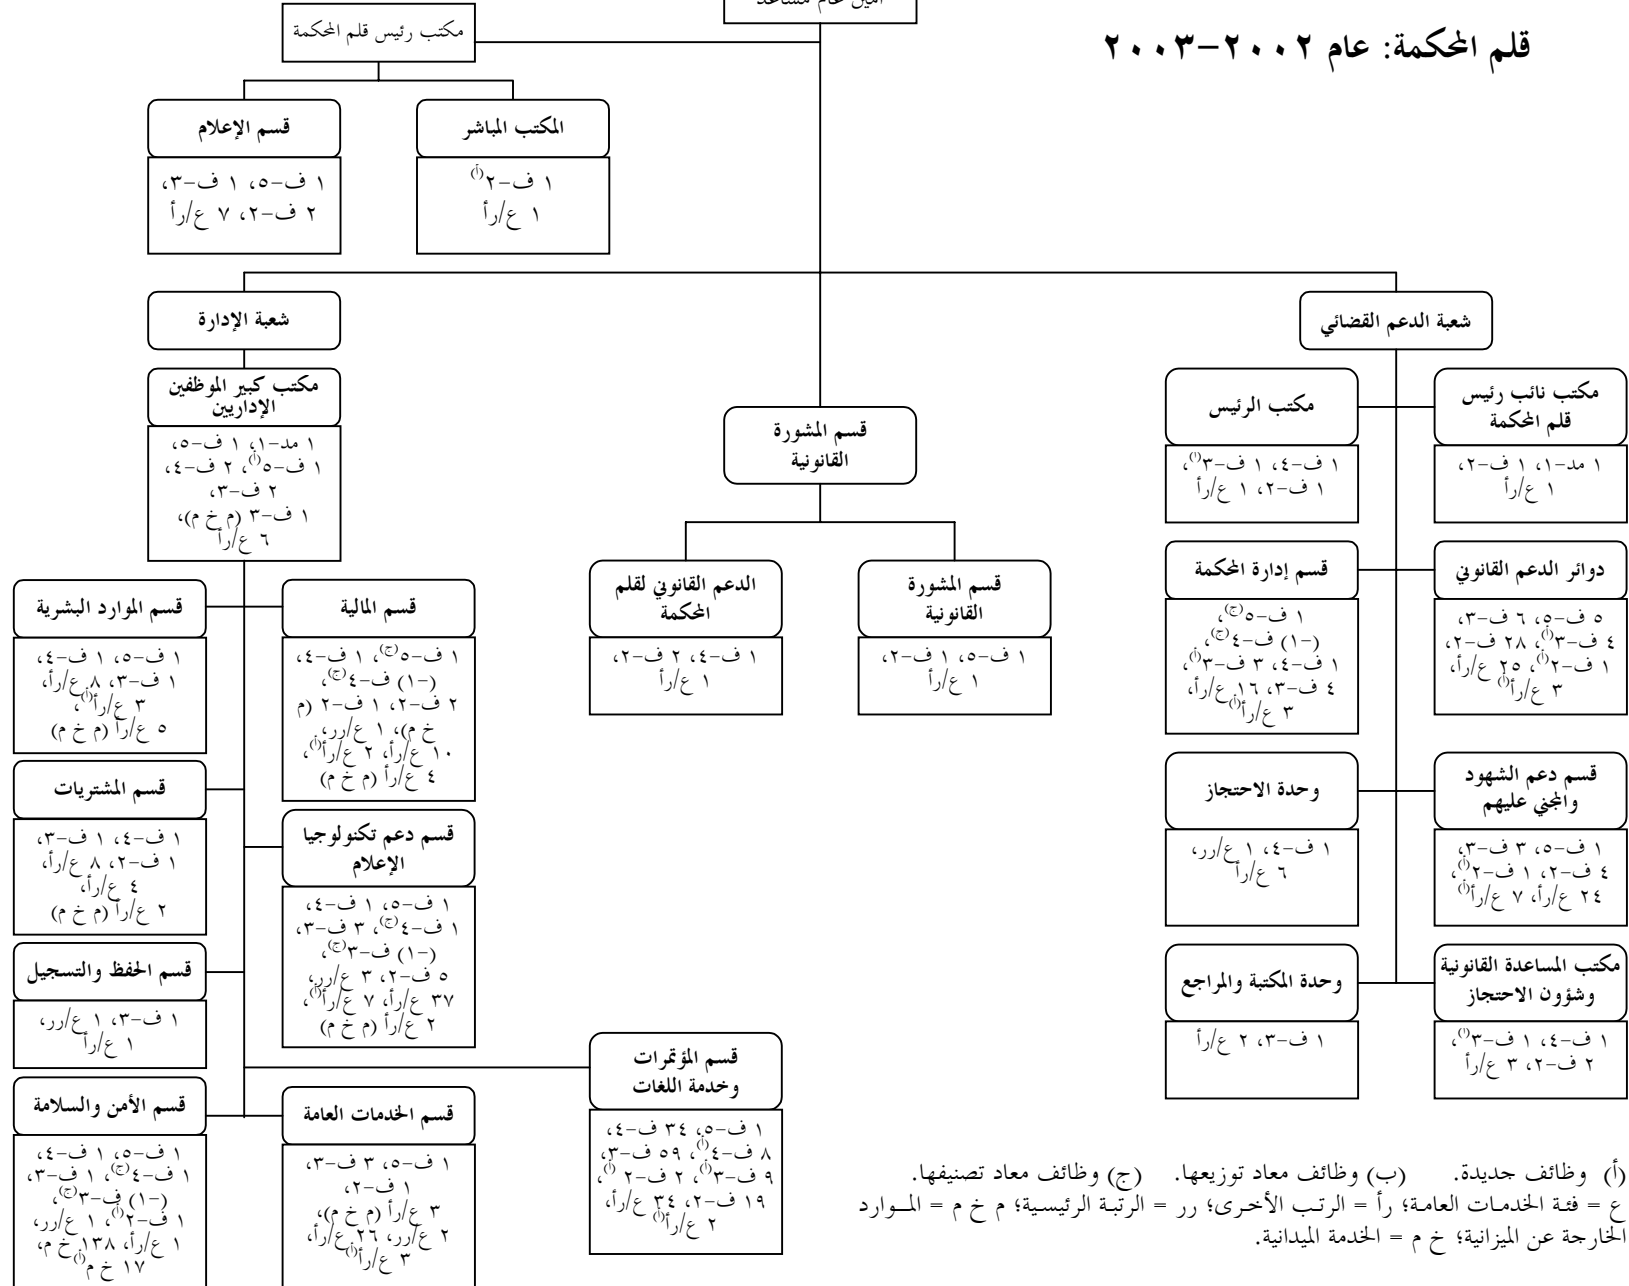 قلم المحكمة: عام ٢٠٠٢-٢٠٠٣
أمين عام مساعد
مكتب رئيس قلم المحكمة
المكتب المباشر
١ ف-٢(أ)
١ ع/رأ
قسم الإعلام
١ ف-٥، ١ ف-٣،
٢ ف-٢، ٧ ع/رأ
شعبة الدعم القضائي
مكتب نائب رئيس
قلم المحكمة
١ مد-١، ١ ف-٢،
١ ع/رأ
مكتب الرئيس
١ ف-٤، ١ ف-٣(أ)،
١ ف-٢، ١ ع/رأ
دوائر الدعم القانوني
٥ ف-٥، ٦ ف-٣،
٤ ف-٣(أ)، ٢٨ ف-٢،
١ ف-٢(أ)، ٢٥ ع/رأ،
٣ ع/رأ(أ)
قسم إدارة المحكمة
١ ف-٥(ج)،
(-١) ف-٤(ج)،
١ ف-٤، ٣ ف-٣(أ)،
٤ ف-٣، ١٦ ع/رأ،
٣ ع/رأ(أ)
قسم دعم الشهود
والمجني عليهم
١ ف-٥، ٣ ف-٣،
٤ ف-٢، ١ ف-٢(أ)،
٢٤ ع/رأ، ٧ ع/رأ(أ)
وحدة الاحتجاز
١ ف-٤، ١ ع/رر،
٦ ع/رأ
مكتب المساعدة القانونية
وشؤون الاحتجاز
١ ف-٤، ١ ف-٣(أ)،
٢ ف-٢، ٣ ع/رأ
وحدة المكتبة والمراجع
١ ف-٣، ٢ ع/رأ
قسم المشورة
القانونية
قسم المشورة
القانونية
١ ف-٥، ١ ف-٢،
١ ع/رأ
الدعم القانوني لقلم
المحكمة
١ ف-٤، ٢ ف-٢،
١ ع/رأ
شعبة الإدارة
مكتب كبير الموظفين
الإداريين
١ مد-١، ١ ف-٥،
١ ف-٥(أ)، ٢ ف-٤،
٢ ف-٣،
١ ف-٣ (م خ م)،
٦ ع/رأ
قسم المالية
١ ف-٥(ج)، ١ ف-٤،
(-١) ف-٤(ج)،
٢ ف-٢، ١ ف-٢ (م
خ م)، ١ ع/رر،
١٠ ع/رأ، ٢ ع/رأ(أ)،
٤ ع/رأ (م خ م)
قسم الموارد البشرية
١ ف-٥، ١ ف-٤،
١ ف-٣، ٨ ع/رأ،
٣ ع/رأ(أ)،
٥ ع/رأ (م خ م)
قسم دعم تكنولوجيا
الإعلام
١ ف-٥، ١ ف-٤،
١ ف-٤(ج)، ٣ ف-٣،
(-١) ف-٣(ج)،
٥ ف-٢، ٣ ع/رر،
٣٧ ع/رأ، ٧ ع/رأ(أ)،
٢ ع/رأ (م خ م)
قسم المشتريات
١ ف-٤، ١ ف-٣،
١ ف-٢، ٨ ع/رأ،
٤ ع/رأ،
٢ ع/رأ (م خ م)
قسم الحفظ والتسجيل
١ ف-٣، ١ ع/رر،
١ ع/رأ
قسم المؤتمرات
وخدمة اللغات
١ ف-٥، ٣٤ ف-٤،
٨ ف-٤(أ)، ٥٩ ف-٣،
٩ ف-٣(أ)، ٢ ف-٢ (أ)،
١٩ ف-٢، ٣٤ ع/رأ،
٢ ع/رأ(أ)
قسم الخدمات العامة
١ ف-٥، ٣ ف-٣،
١ ف-٢،
٣ ع/رأ (م خ م)،
٢ ع/رر، ٢٦ ع/رأ،
٣ ع/رأ(أ)
قسم الأمن والسلامة
١ ف-٥، ١ ف-٤،
١ ف-٤(ج)، ١ ف-٣،
(-١) ف-٣(ج)،
١ ف-٢(أ)، ١ ع/رر،
١ ع/رأ، ١٣٨ خ م،
١٧ خ م(أ)
(أ) وظائف جديدة. (ب) وظائف معاد توزيعها. (ج) وظائف معاد تصنيفها.
ع = فئة الخدمات العامة؛ رأ = الرتب الأخرى؛ رر = الرتبة الرئيسية؛ م خ م = المـوارد
الخارجة عن الميزانية؛ خ م = الخدمة الميدانية.